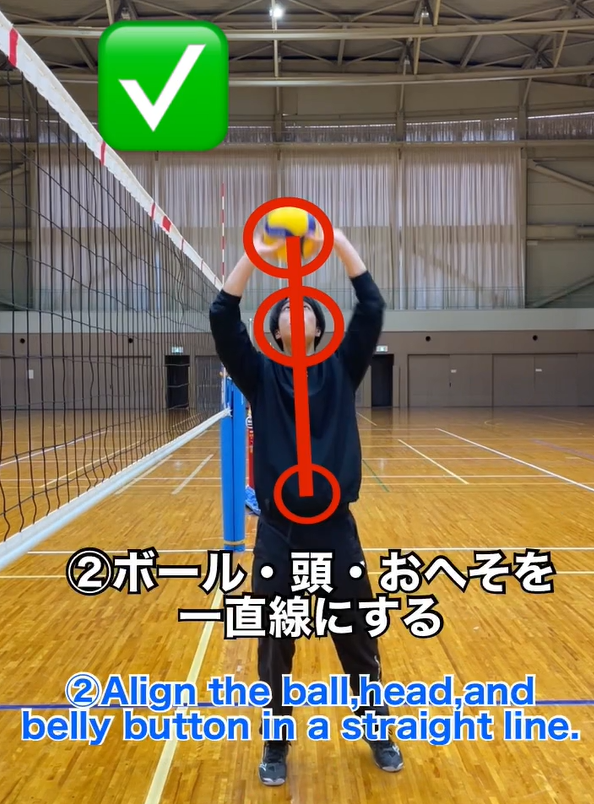 ②ボール・頭・おへそを
一直線にする
②Align the ball,head,and
belly button in a straight line.